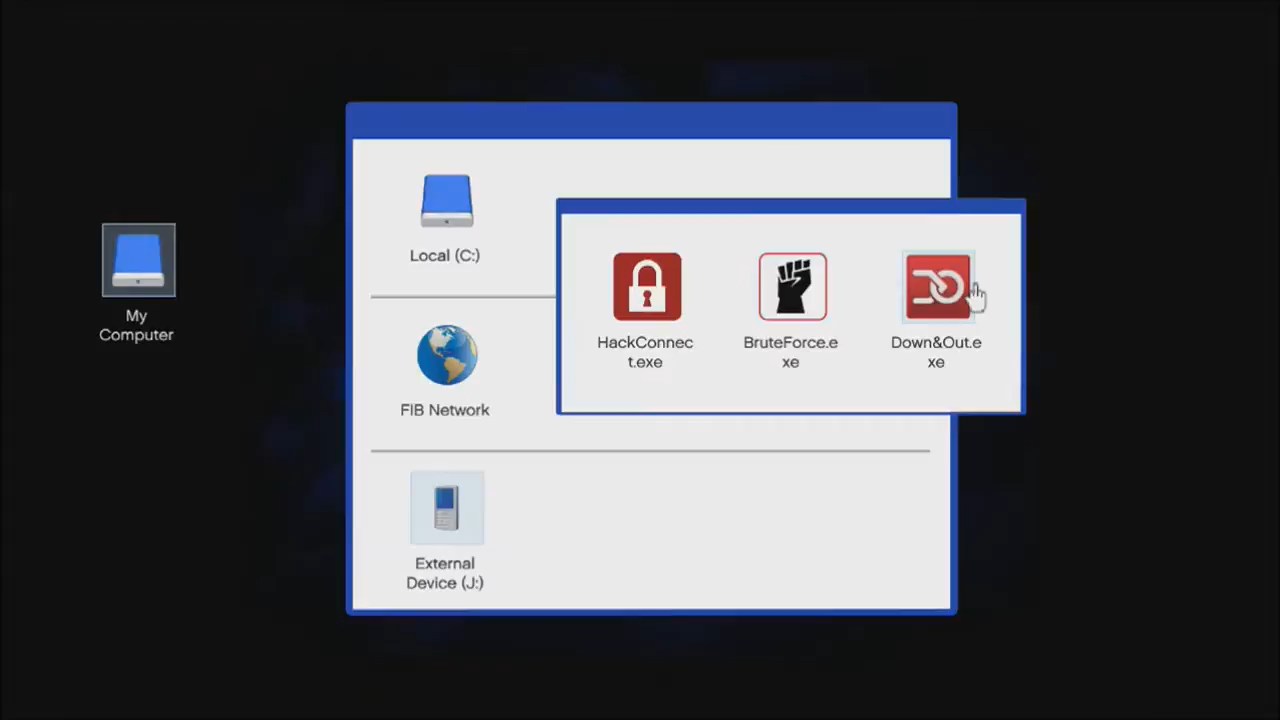 My
Computer
Local (C:)
FIB Network
External
Device (J:)
HackConnec
t.exe
BruteForce.e
xe
Down&Out.e
xe